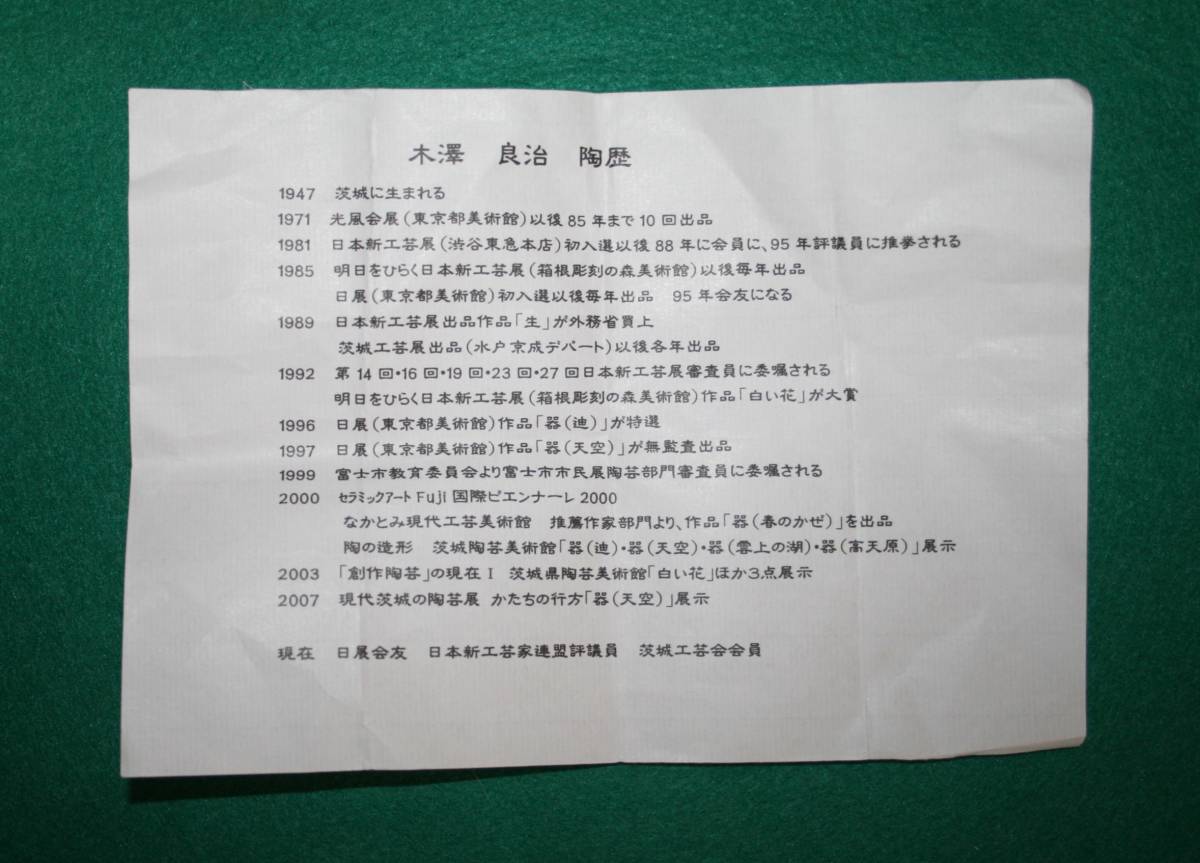 木澤 良治 陶歴
1947 茨城に生まれる
1971 光風会展（東京都美術館）以後85年まで10回出品
1981 日本新工芸展（渋谷東急本店）初入選以後88年に会員に、95年評議員に推挙される
1985 明日をひらく日本新工芸展（箱根彫刻の森美術館）以後毎年出品
日展（東京都美術館）初入選以後毎年出品 95年会友になる
1989 日本新工芸展出品作品「生」が外務省買上
茨城工芸展出品（水戸京成デパート）以後各年出品
1992 第14回・16回・19回・23回・27回日本新工芸展審査員に委嘱される
明日をひらく日本新工芸展（箱根彫刻の森美術館）作品「白い花」が大賞
1996 日展（東京都美術館）作品「器（迪）」が特選
1997 日展（東京都美術館）作品「器（天空）」が無監査出品
1999 富士市教育委員会より富士市市民展陶芸部門審査員に委嘱される
2000 セラミックアートFuji国際ビエンナーレ2000
なかとみ現代工芸美術館 推薦作家部門より、作品「器（春のかぜ）」を出品
陶の造形 茨城陶芸美術館「器（迪）・器（天空）・器（雲上の湖）・器（高天原）」展示
2003 「創作陶芸」の現在Ⅰ 茨城県陶芸美術館「白い花」ほか3点展示
2007 現代茨城の陶芸展 かたちの行方「器（天空）」展示
現在 日展会友 日本新工芸家連盟評議員 茨城工芸会会員